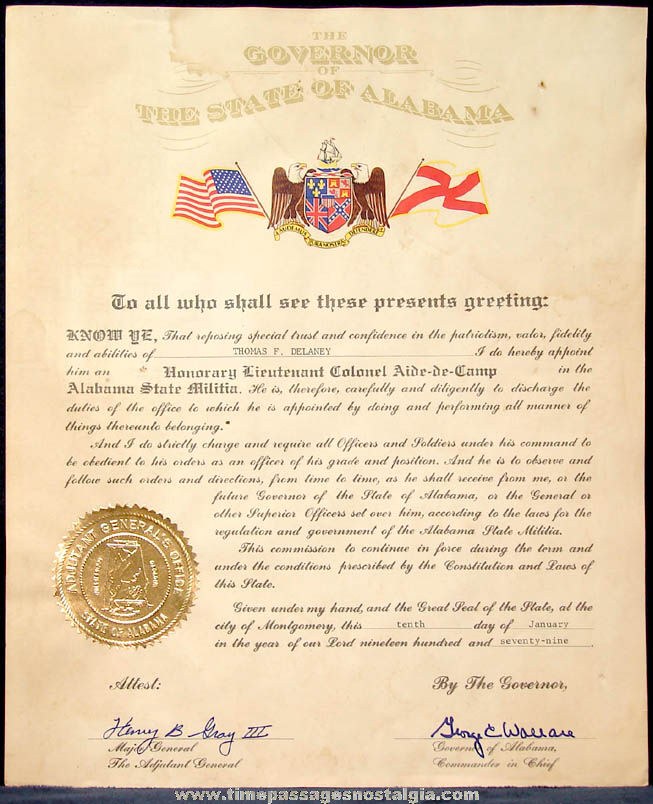 THE
GOVERNOR
OF
THE STATE OF ALABAMA
AUDEMUS JURA NOSTRA DEFENDERE
To all who shall see these presents greeting:
KNOW YE, That reposing special trust and confidence in the patriotism, valor, fidelity
and abilities of THOMAS F. DELANEY I do hereby appoint
him an Honorary Lieutenant Colonel Aide-de-Camp in the
Alabama State Militia. He is, therefore, carefully and diligently to discharge the
duties of the office to which he is appointed by doing and performing all manner of
things thereunto belonging.
And I do strictly charge and require all Officers and Soldiers under his command to
be obedient to his orders as an officer of his grade and position. And he is to observe and
follow such orders and directions, from time to time, as he shall receive from me, or the
future Governor of the State of Alabama, or the General or
other Superior Officers set over him, according to the laws for the
regulation and government of the Alabama State Militia.
This commission to continue in force during the term and
under the conditions prescribed by the Constitution and Laws of
this State.
Given under my hand, and the Great Seal of the State, at the
city of Montgomery, this tenth day of January
in the year of our Lord nineteen hundred and seventy-nine.
ADJUTANT GENERAL'S OFFICE
STATE OF ALABAMA
Attest:
By The Governor,
Henry B Gray III
George C Wallace
Major General
Governor of Alabama,
The Adjutant General
Commander in Chief
www.timepassagesnostalgia.com